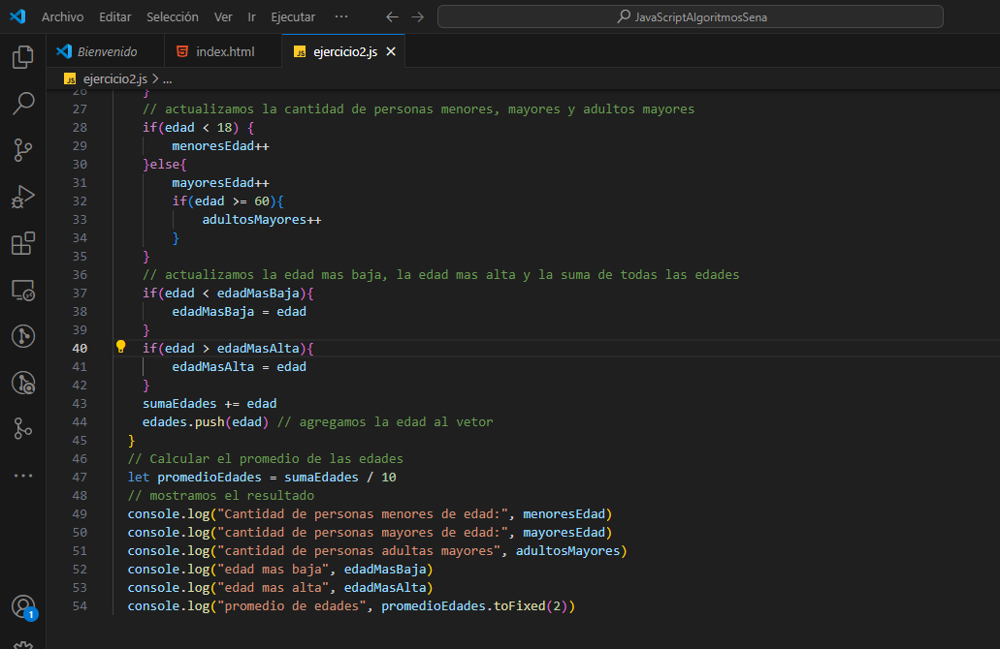 Archivo Editar Selección Ver Ir Ejecutar ··· ← → JavaScriptAlgoritmosSena
Bienvenido JS index.html JS ejercicio2.js ×
JS ejercicio2.js > ...
26 }
27 // actualizamos la cantidad de personas menores, mayores y adultos mayores
28 if(edad < 18) {
29 menoresEdad++
30 }else{
31 mayoresEdad++
32 if(edad >= 60){
33 adultosMayores++
34 }
35 }
36 // actualizamos la edad mas baja, la edad mas alta y la suma de todas las edades
37 if(edad < edadMasBaja){
38 edadMasBaja = edad
39 }
40 if(edad > edadMasAlta){
41 edadMasAlta = edad
42 }
43 sumaEdades += edad
44 edades.push(edad) // agregamos la edad al vetor
45 }
46 // Calcular el promedio de las edades
47 let promedioEdades = sumaEdades / 10
48 // mostramos el resultado
49 console.log("Cantidad de personas menores de edad:", menoresEdad)
50 console.log("cantidad de personas mayores de edad:", mayoresEdad)
51 console.log("cantidad de personas adultas mayores", adultosMayores)
52 console.log("edad mas baja", edadMasBaja)
53 console.log("edad mas alta", edadMasAlta)
54 console.log("promedio de edades", promedioEdades.toFixed(2))
1